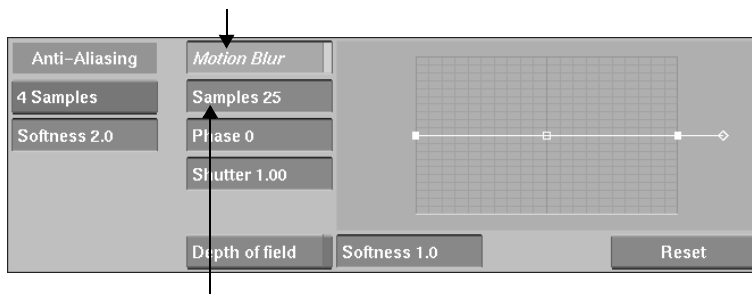 Anti-Aliasing
Motion Blur
4 Samples
Samples 25
Softness 2.0
Phase 0
Shutter 1.00
Depth of field
Softness 1.0
Reset